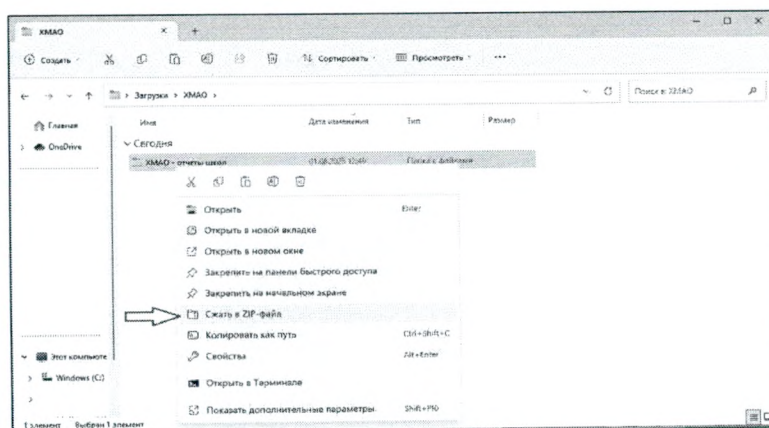 ХМАО
Создать
Сортировать
Просмотреть
Загрузки > ХМАО >
Поиск в: ХМАО
Главная
OneDrive
Имя Дата изменения Тип Размер
Сегодня
ХМАО - отчеты школ Папка с файлами
Открыть Enter
Открыть в новой вкладке
Открыть в новом окне
Закрепить на панели быстрого доступа
Закрепить на начальном экране
Сжать в ZIP-файл
Копировать как путь Ctrl+Shift+C
Свойства Alt+Enter
Открыть в Терминале
Показать дополнительные параметры Shift+F10
Этот компьюте
Windows (C:)
1 элемент Выбран 1 элемент